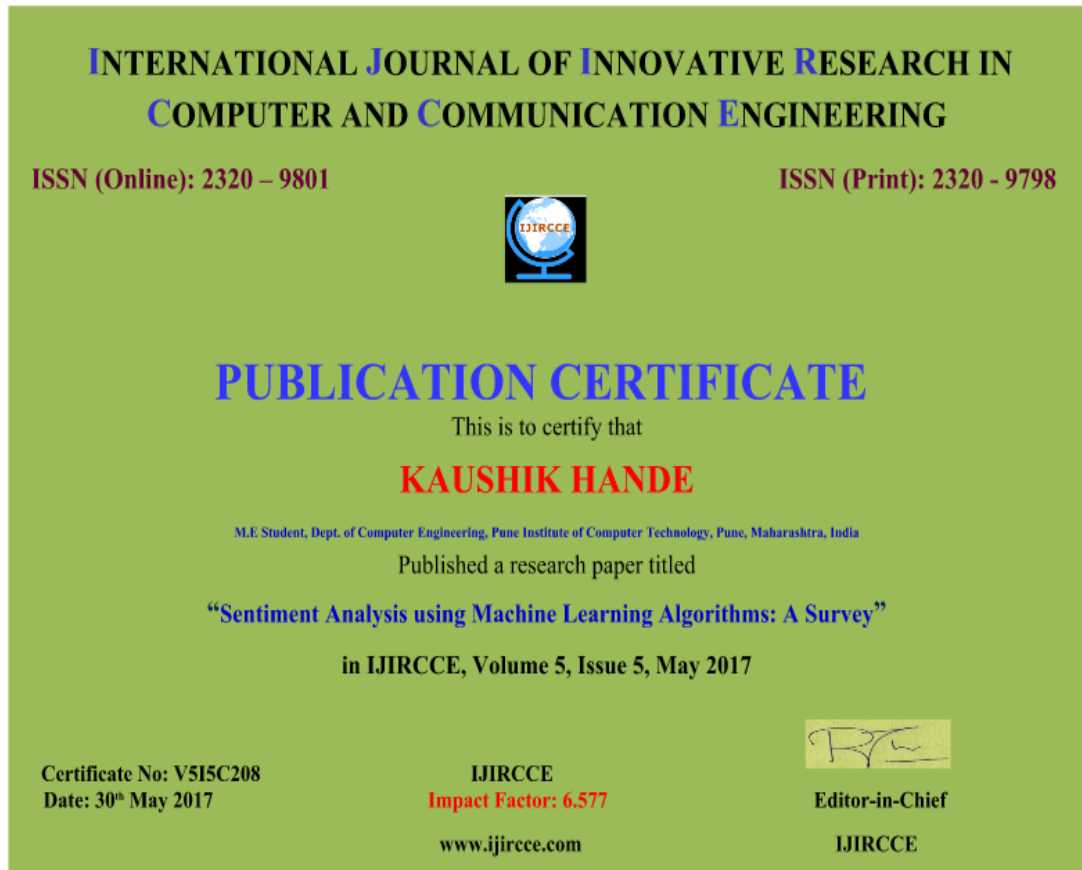 INTERNATIONAL JOURNAL OF INNOVATIVE RESEARCH IN
COMPUTER AND COMMUNICATION ENGINEERING
ISSN (Online): 2320 – 9801
ISSN (Print): 2320 - 9798
IJIRCCE
PUBLICATION CERTIFICATE
This is to certify that
KAUSHIK HANDE
M.E Student, Dept. of Computer Engineering, Pune Institute of Computer Technology, Pune, Maharashtra, India
Published a research paper titled
“Sentiment Analysis using Machine Learning Algorithms: A Survey”
in IJIRCCE, Volume 5, Issue 5, May 2017
Certificate No: V5I5C208
Date: 30th May 2017
IJIRCCE
Impact Factor: 6.577
www.ijircce.com
Editor-in-Chief
IJIRCCE